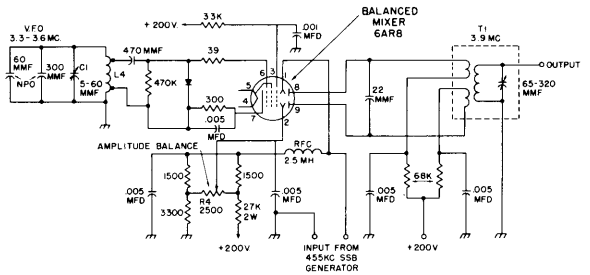 V.F.O
3.3-3.6MC.
60
MMF
NPO
300
MMF
C1
5-60
MMF
L4
470 MMF
470K
39
300
.005
MFD
+200V.
33K
.001
MFD
BALANCED
MIXER
6AR8
6
3
1
5
4
7
8
9
2
22
MMF
T1
3.9 MC
OUTPUT
65-320
MMF
AMPLITUDE BALANCE
RFC
2.5 MH
.005
MFD
1500
3300
R4
2500
1500
27K
2W
+200V
.005
MFD
INPUT FROM
455KC SSB
GENERATOR
.005
MFD
68K
+200V
.005
MFD